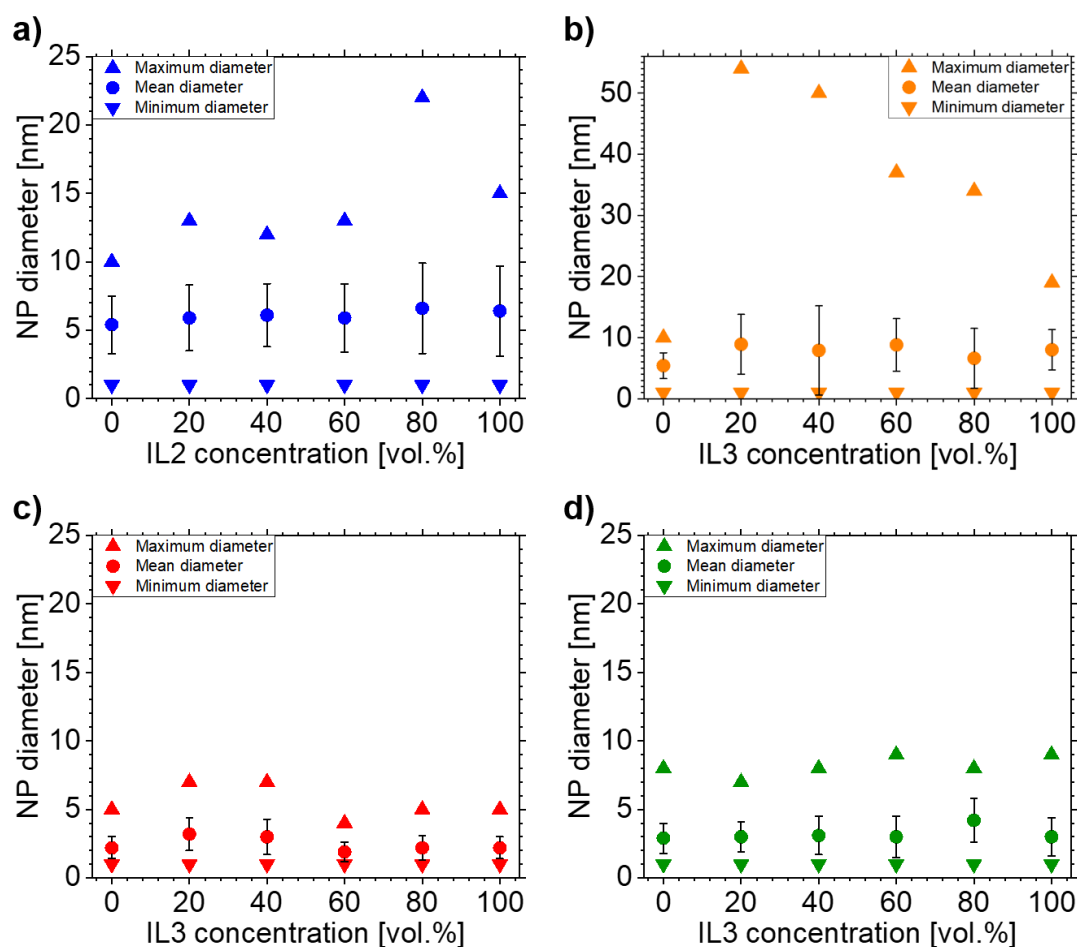 a)
25
20
15
10
5
0
NP diameter [nm]
Maximum diameter
Mean diameter
Minimum diameter
0 20 40 60 80 100
IL2 concentration [vol.%]
b)
50
40
30
20
10
0
NP diameter [nm]
Maximum diameter
Mean diameter
Minimum diameter
0 20 40 60 80 100
IL3 concentration [vol.%]
c)
25
20
15
10
5
0
NP diameter [nm]
Maximum diameter
Mean diameter
Minimum diameter
0 20 40 60 80 100
IL3 concentration [vol.%]
d)
25
20
15
10
5
0
NP diameter [nm]
Maximum diameter
Mean diameter
Minimum diameter
0 20 40 60 80 100
IL3 concentration [vol.%]